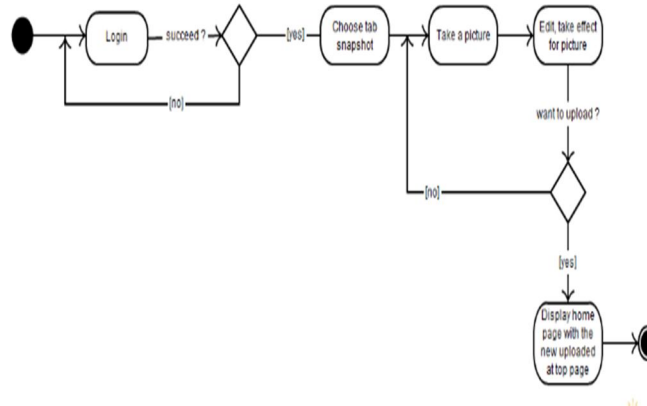 Login
succeed ?
[yes]
[no]
Choose tab
snapshot
Take a picture
Edit, take effect
for picture
want to upload ?
[no]
[yes]
Display home
page with the
new uploaded
at top page